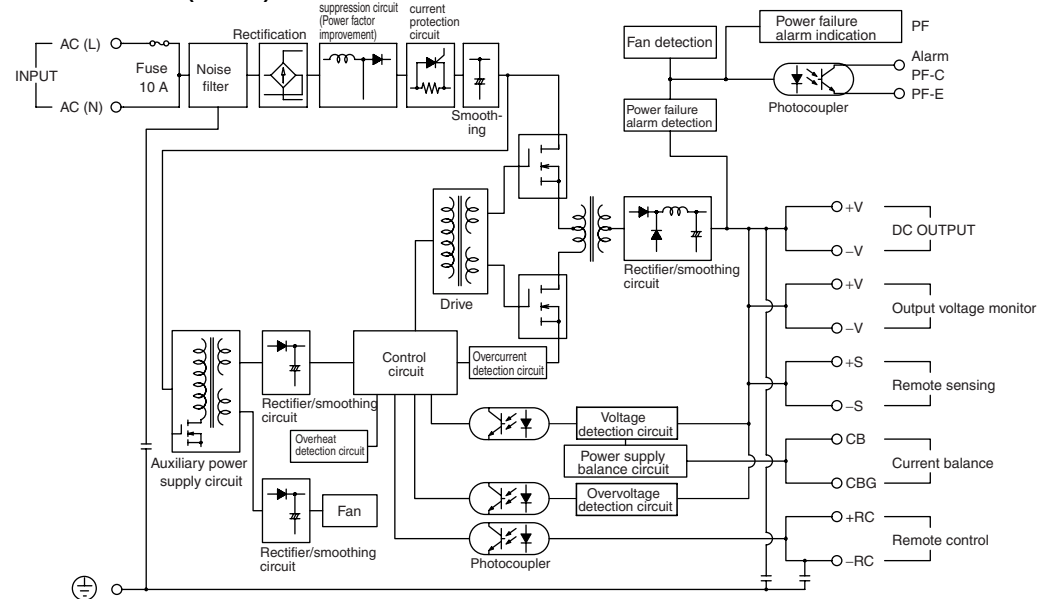 suppression circuit
(Power factor
improvement)
current
protection
circuit
Rectification
AC (L)
INPUT
AC (N)
Fuse
10 A
Noise
filter
Smooth-
ing
Fan detection
Power failure
alarm indication
PF
Alarm
PF-C
PF-E
Photocoupler
Power failure
alarm detection
Drive
Rectifier/smoothing
circuit
+V
DC OUTPUT
−V
+V
Output voltage monitor
−V
+S
Remote sensing
−S
CB
Current balance
CBG
+RC
Remote control
−RC
Control
circuit
Overcurrent
detection circuit
Rectifier/smoothing
circuit
Overheat
detection circuit
Auxiliary power
supply circuit
Voltage
detection circuit
Power supply
balance circuit
Overvoltage
detection circuit
Fan
Rectifier/smoothing
circuit
Photocoupler